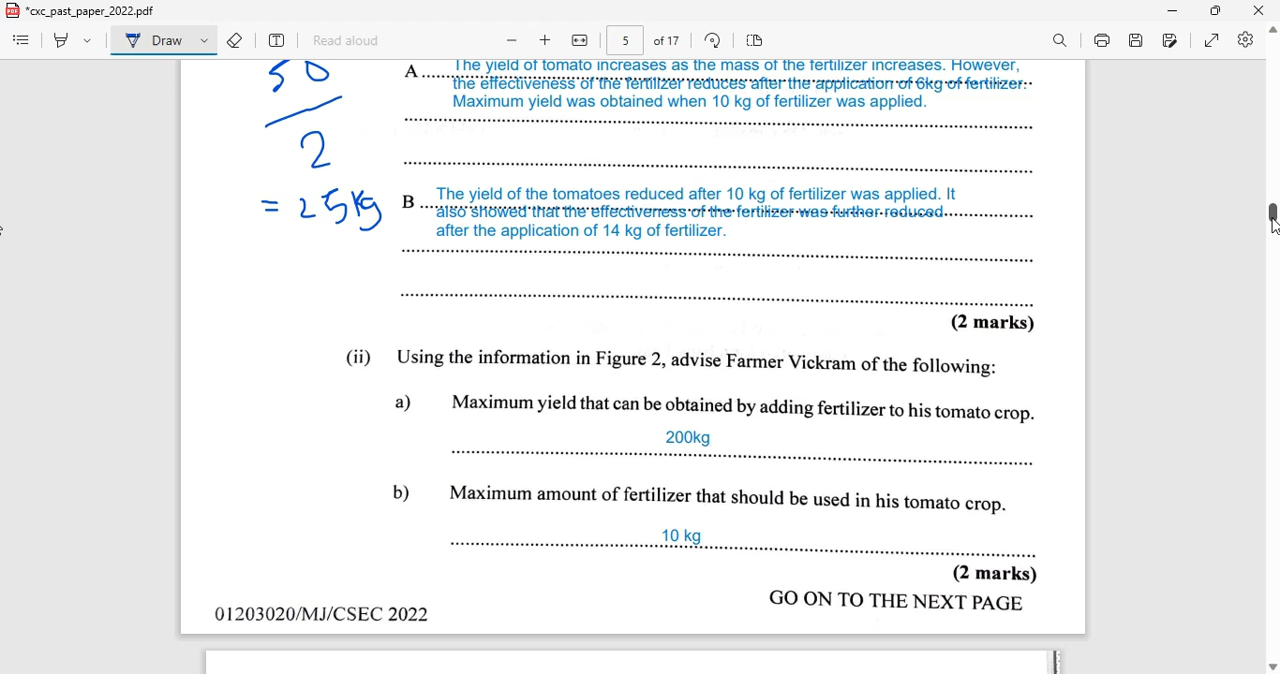 *cxc_past_paper_2022.pdf
Draw
Read aloud
5
of 17
50
2
= 25kg
A
The yield of tomato increases as the mass of the fertilizer increases. However,
the effectiveness of the fertilizer reduces after the application of 6kg of fertilizer.
Maximum yield was obtained when 10 kg of fertilizer was applied.
B
The yield of the tomatoes reduced after 10 kg of fertilizer was applied. It
also showed that the effectiveness of the fertilizer was further reduced
after the application of 14 kg of fertilizer.
(2 marks)
(ii) Using the information in Figure 2, advise Farmer Vickram of the following:
a) Maximum yield that can be obtained by adding fertilizer to his tomato crop.
200kg
b) Maximum amount of fertilizer that should be used in his tomato crop.
10 kg
(2 marks)
GO ON TO THE NEXT PAGE
01203020/MJ/CSEC 2022